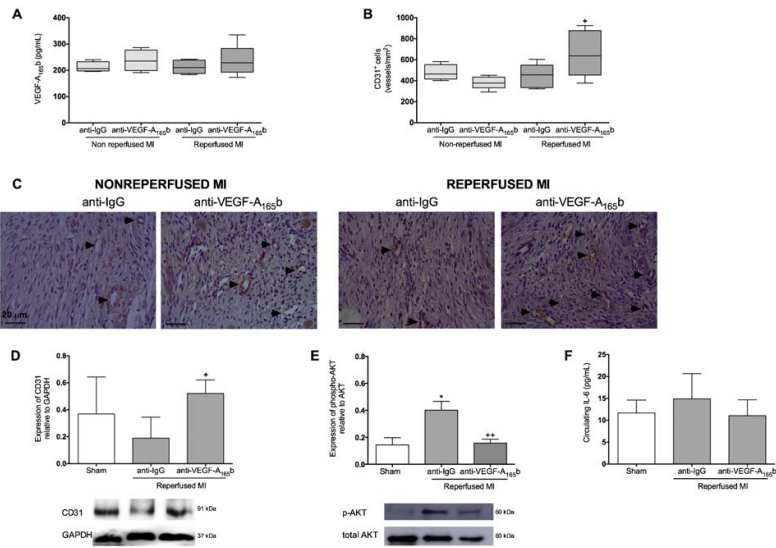 A
VEGF-A165b (pg/mL)
400
300
200
100
0
anti-IgG anti-VEGF-A165b anti-IgG anti-VEGF-A165b
Non reperfused MI Reperfused MI
B
CD31+ cells
(vessels/mm2)
1000
800
600
400
200
0
+
anti-IgG anti-VEGF-A165b anti-IgG anti-VEGF-A165b
Non-reperfused MI Reperfused MI
C
NONREPERFUSED MI REPERFUSED MI
anti-IgG anti-VEGF-A165b anti-IgG anti-VEGF-A165b
20 µm
D
Expression of CD31
relative to GAPDH
0.8
0.6
0.4
0.2
0.0
+
Sham anti-IgG anti-VEGF-A165b
Reperfused MI
CD31 91 kDa
GAPDH 37 kDa
E
Expression of phospho-AKT
relative to AKT
0.8
0.6
0.4
0.2
0.0
*
++
Sham anti-IgG anti-VEGF-A165b
Reperfused MI
p-AKT 60 kDa
total AKT 60 kDa
F
Circulating IL-6 (pg/mL)
25
20
15
10
5
0
Sham anti-IgG anti-VEGF-A165b
Reperfused MI